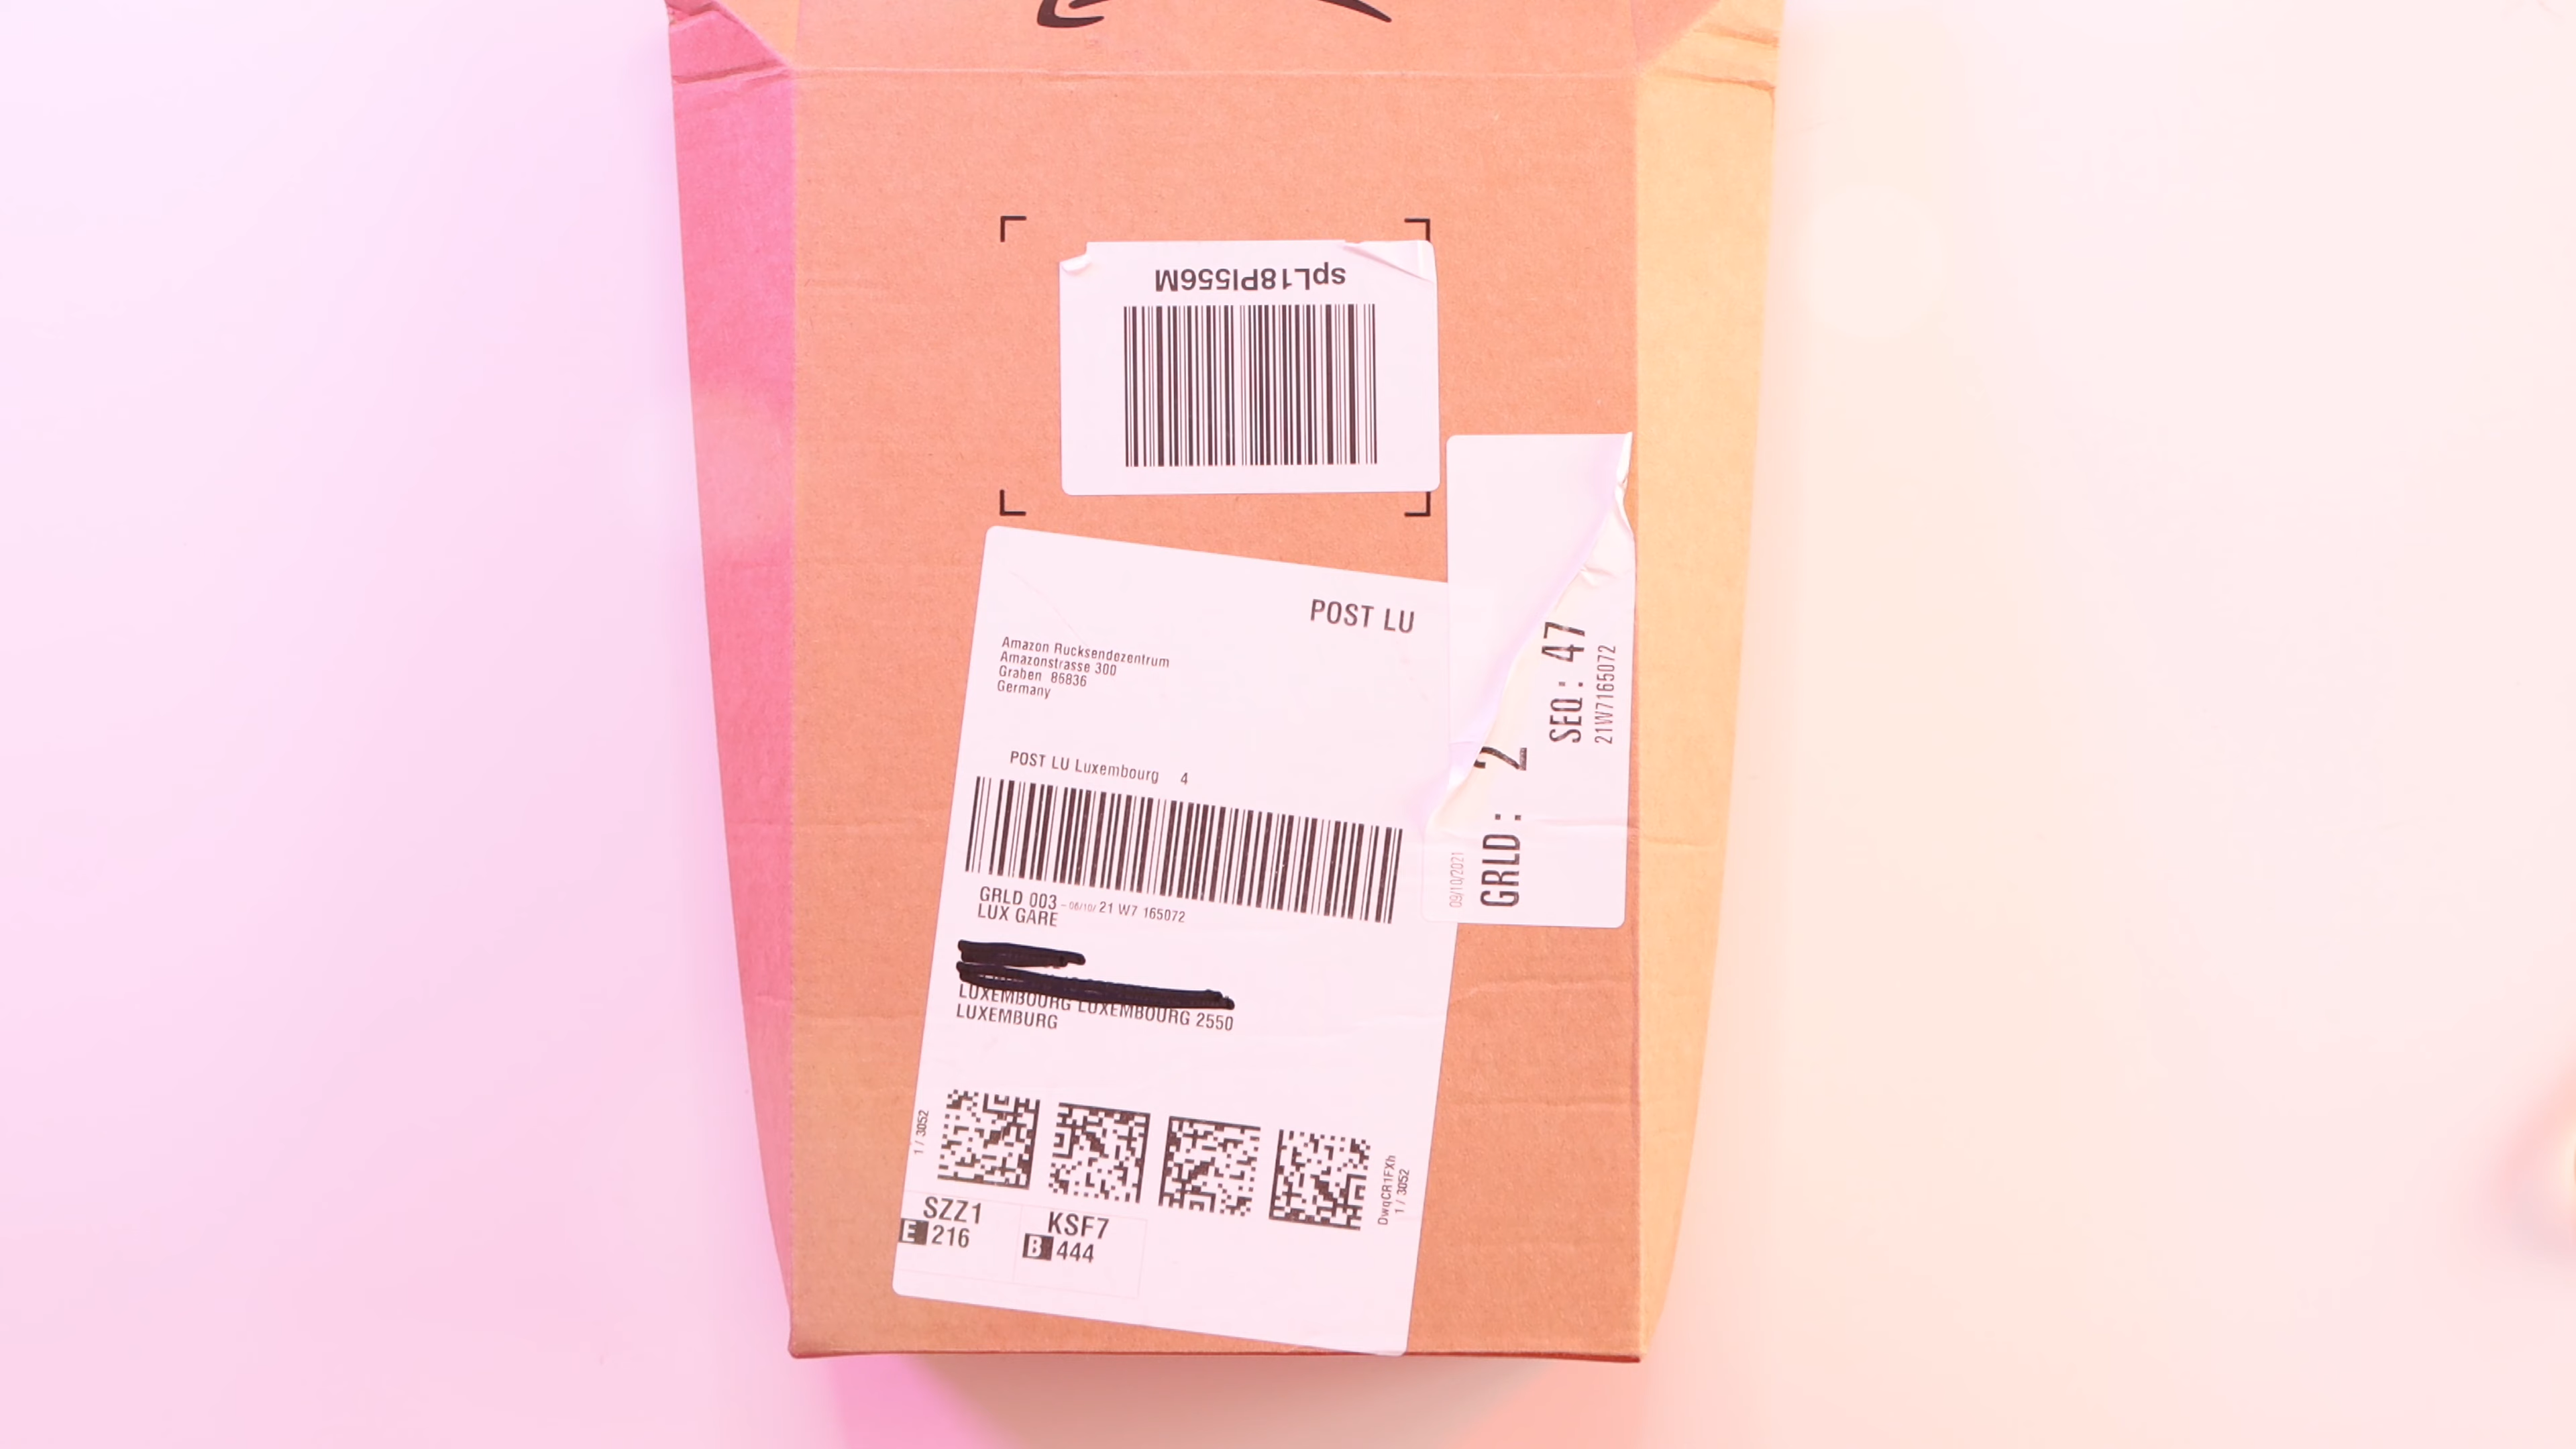 spL18PI556M
POST LU
Amazon Rucksendezentrum
Amazonstrasse 300
Graben 86836
Germany
POST LU Luxembourg 4
GRLD 003 - 06/10/ 21 W7 165072
LUX GARE
LUXEMBOURG LUXEMBOURG 2550
LUXEMBURG
1 / 3052
DwqCR1FXh
1 / 3052
SZZ1
E 216
KSF7
B 444
09/10/2021
GRLD: 2
SEQ: 47
21W7165072